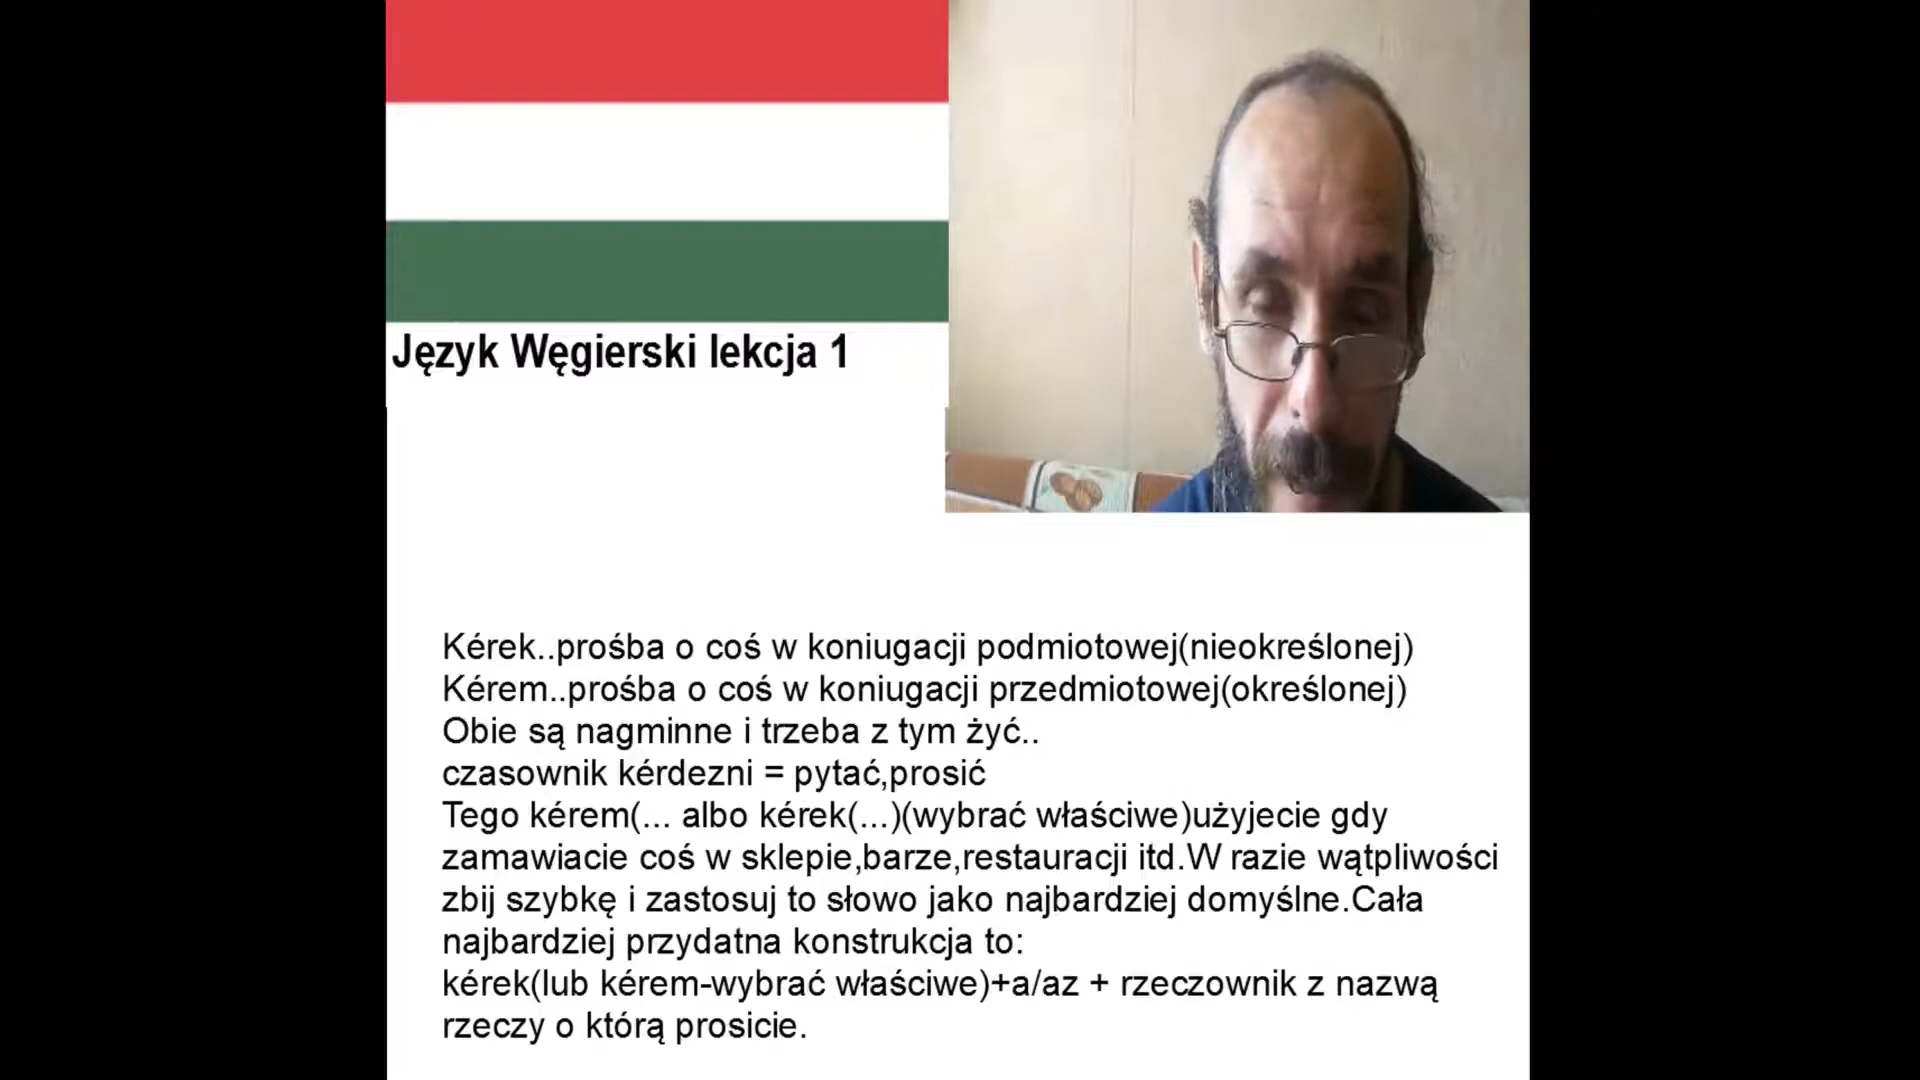 Język Węgierski lekcja 1
Kérek..prośba o coś w koniugacji podmiotowej(nieokreślonej)
Kérem..prośba o coś w koniugacji przedmiotowej(określonej)
Obie są nagminne i trzeba z tym żyć..
czasownik kérdezni = pytać,prosić
Tego kérem(... albo kérek(...)(wybrać właściwe)użyjecie gdy
zamawiacie coś w sklepie,barze,restauracji itd.W razie wątpliwości
zbij szybkę i zastosuj to słowo jako najbardziej domyślne.Cała
najbardziej przydatna konstrukcja to:
kérek(lub kérem-wybrać właściwe)+a/az + rzeczownik z nazwą
rzeczy o którą prosicie.